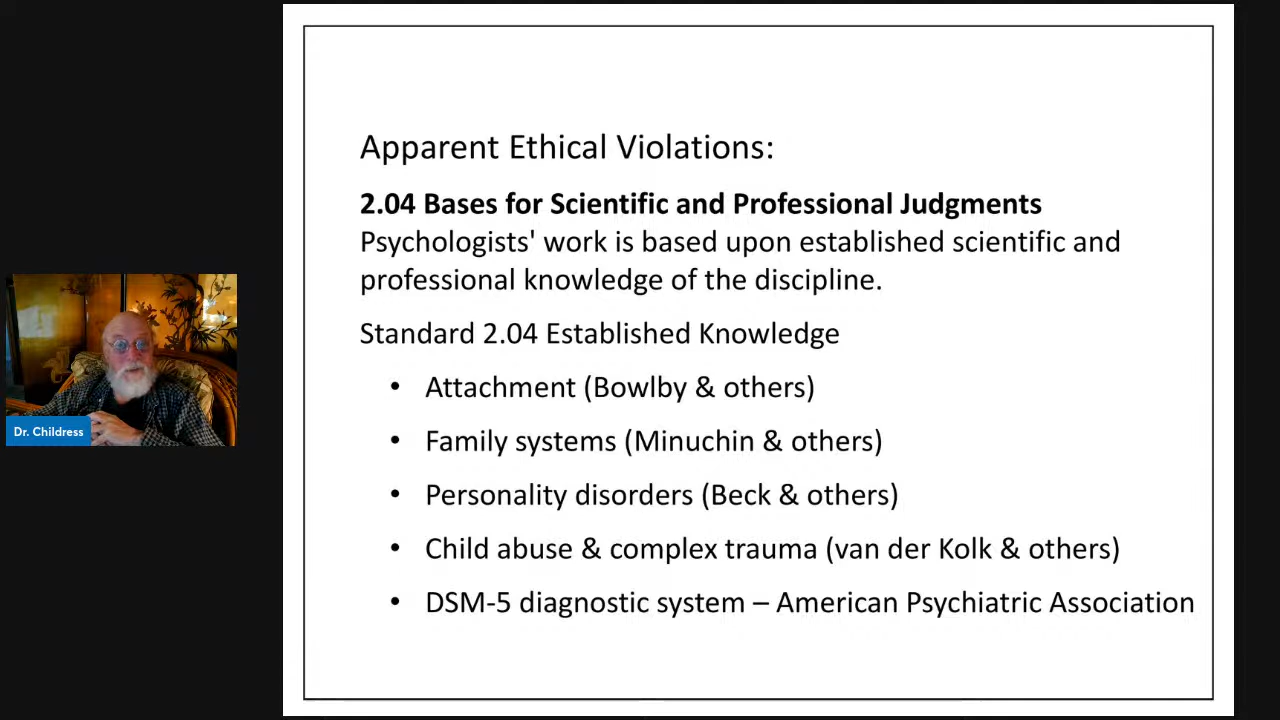 Apparent Ethical Violations:
2.04 Bases for Scientific and Professional Judgments
Psychologists' work is based upon established scientific and
professional knowledge of the discipline.
Standard 2.04 Established Knowledge
• Attachment (Bowlby & others)
• Family systems (Minuchin & others)
• Personality disorders (Beck & others)
• Child abuse & complex trauma (van der Kolk & others)
• DSM-5 diagnostic system – American Psychiatric Association
Dr. Childress